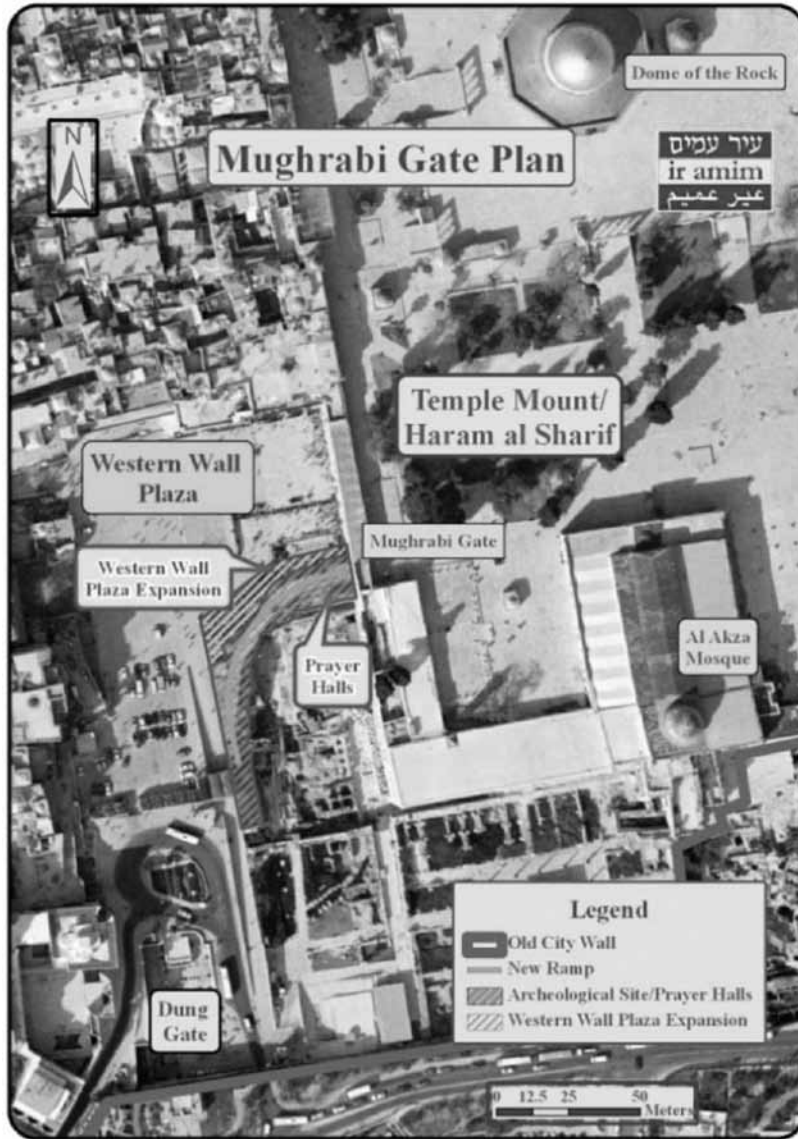 Dome of the Rock
N
Mughrabi Gate Plan
עיר עמים
ir amim
عير عميم
Temple Mount/
Haram al Sharif
Western Wall
Plaza
Mughrabi Gate
Western Wall
Plaza Expansion
Prayer
Halls
Al Akza
Mosque
Legend
Old City Wall
New Ramp
Archeological Site/Prayer Halls
Western Wall Plaza Expansion
Dung
Gate
0 12.5 25 50
Meters